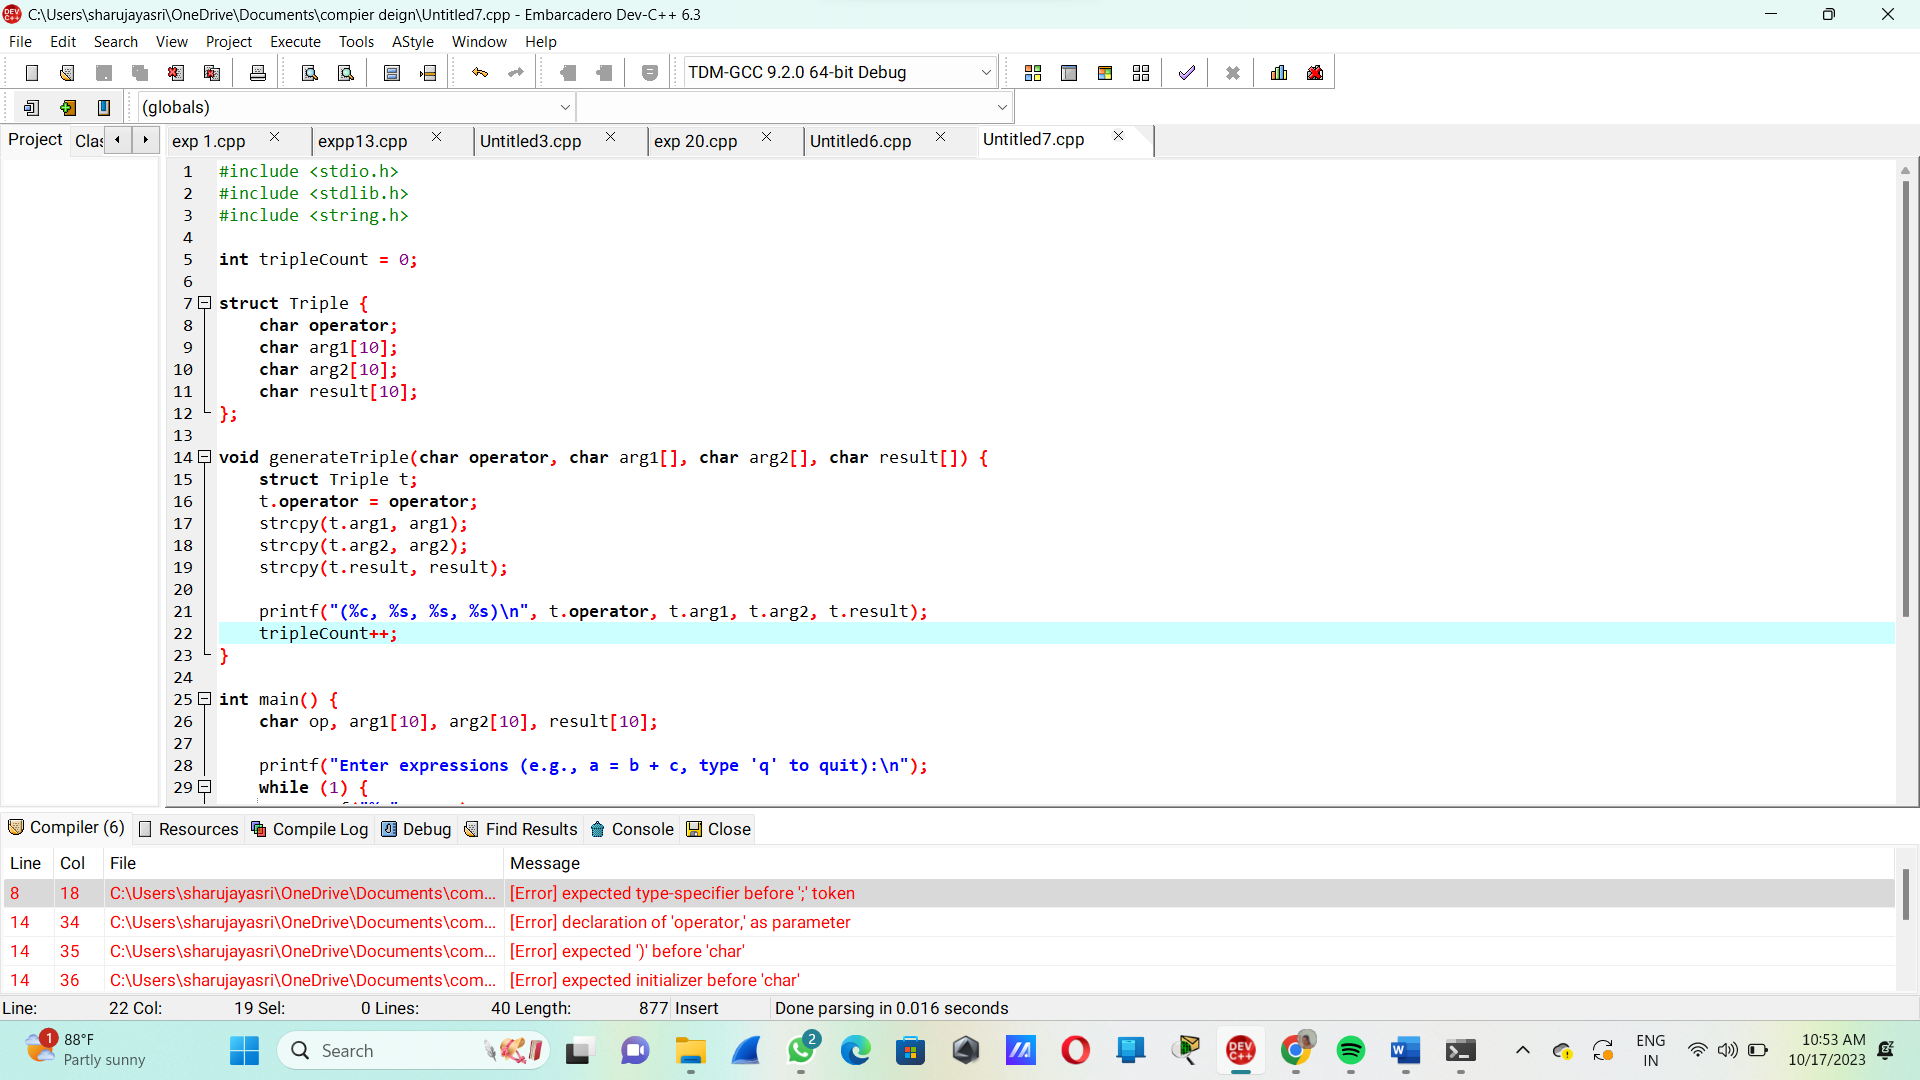 C:\Users\sharujayasri\OneDrive\Documents\compier deign\Untitled7.cpp - Embarcadero Dev-C++ 6.3
File Edit Search View Project Execute Tools AStyle Window Help
TDM-GCC 9.2.0 64-bit Debug
(globals)
Project Clas exp 1.cpp expp13.cpp Untitled3.cpp exp 20.cpp Untitled6.cpp Untitled7.cpp
1 #include <stdio.h>
2 #include <stdlib.h>
3 #include <string.h>
4
5 int tripleCount = 0;
6
7 struct Triple {
8 char operator;
9 char arg1[10];
10 char arg2[10];
11 char result[10];
12 };
13
14 void generateTriple(char operator, char arg1[], char arg2[], char result[]) {
15 struct Triple t;
16 t.operator = operator;
17 strcpy(t.arg1, arg1);
18 strcpy(t.arg2, arg2);
19 strcpy(t.result, result);
20
21 printf("(%c, %s, %s, %s)\n", t.operator, t.arg1, t.arg2, t.result);
22 tripleCount++;
23 }
24
25 int main() {
26 char op, arg1[10], arg2[10], result[10];
27
28 printf("Enter expressions (e.g., a = b + c, type 'q' to quit):\n");
29 while (1) {
Compiler (6) Resources Compile Log Debug Find Results Console Close
Line Col File Message
8 18 C:\Users\sharujayasri\OneDrive\Documents\com... [Error] expected type-specifier before ';' token
14 34 C:\Users\sharujayasri\OneDrive\Documents\com... [Error] declaration of 'operator,' as parameter
14 35 C:\Users\sharujayasri\OneDrive\Documents\com... [Error] expected ')' before 'char'
14 36 C:\Users\sharujayasri\OneDrive\Documents\com... [Error] expected initializer before 'char'
Line: 22 Col: 19 Sel: 0 Lines: 40 Length: 877 Insert Done parsing in 0.016 seconds
1 88°F
Partly sunny
Search
2
DEV C++
ENG
IN
10:53 AM
10/17/2023